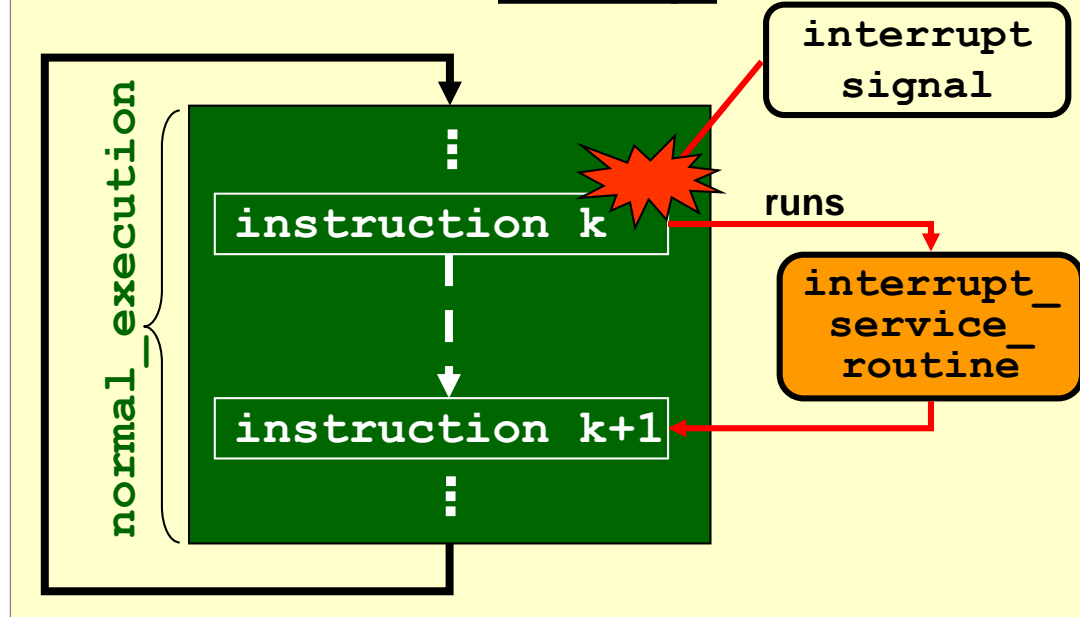 interrupt
signal
normal_execution
instruction k
runs
interrupt_
service_
routine
instruction k+1